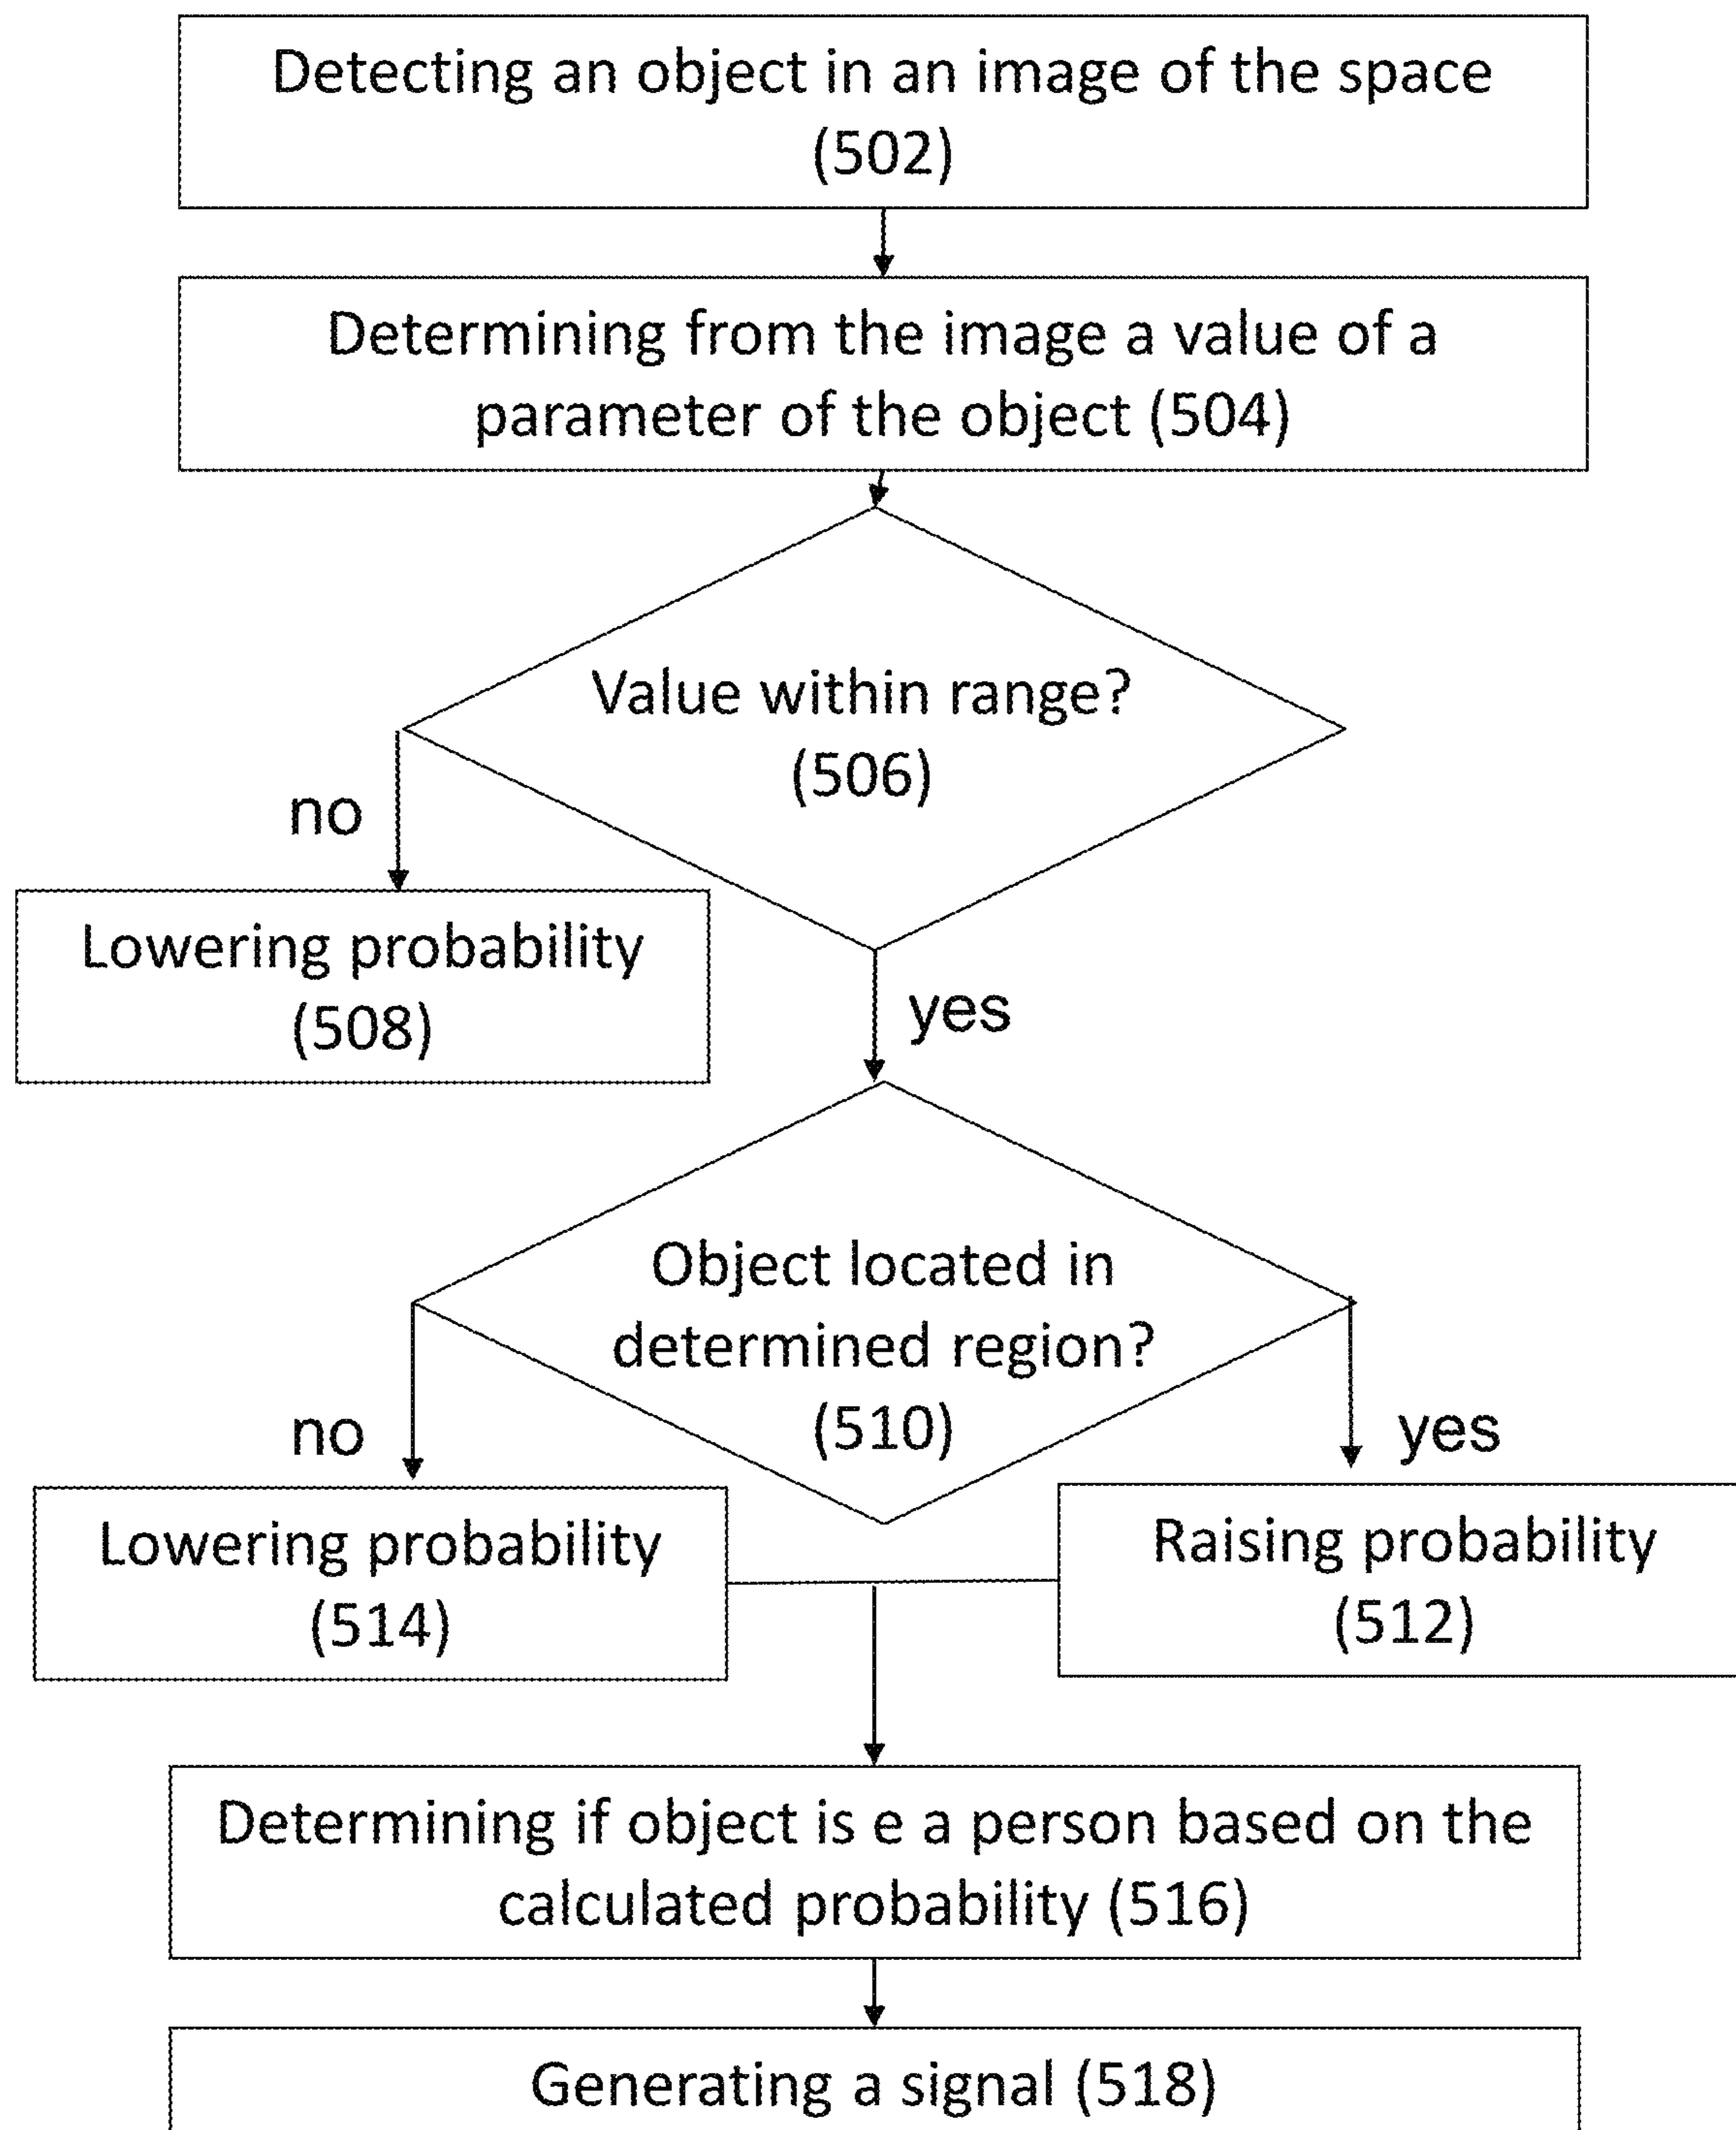 Detecting an object in an image of the space
(502)
Determining from the image a value of a
parameter of the object (504)
Value within range?
(506)
no
Lowering probability
(508)
yes
Object located in
determined region?
(510)
no
yes
Lowering probability
(514)
Raising probability
(512)
Determining if object is e a person based on the
calculated probability (516)
Generating a signal (518)